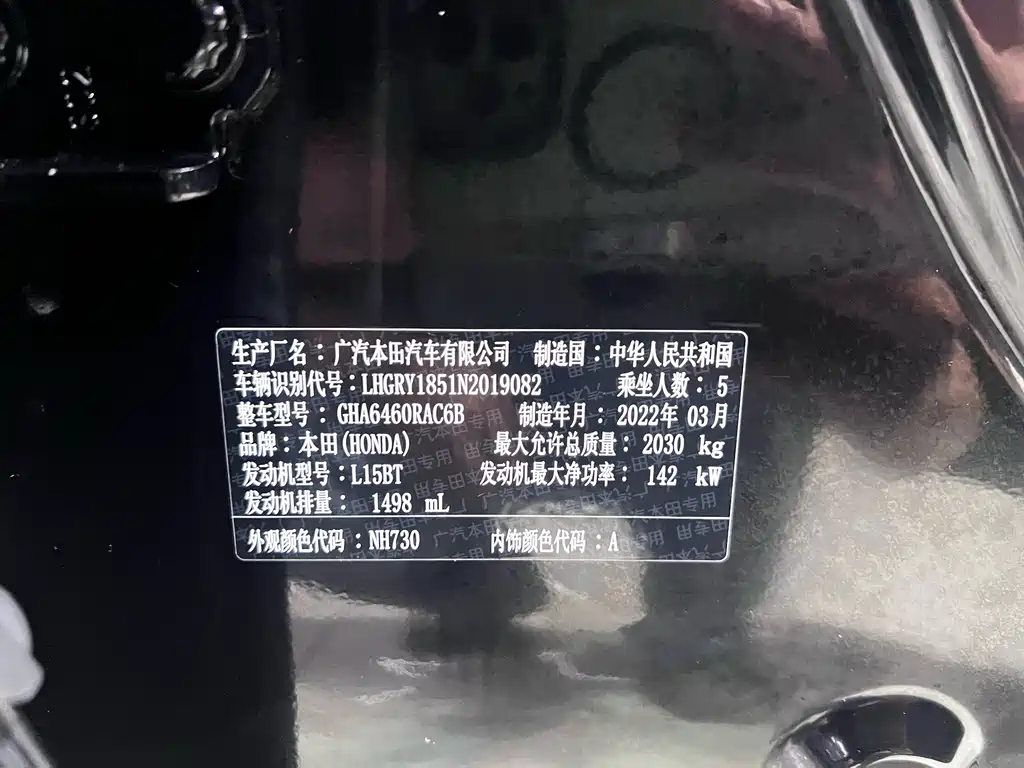 生产厂名：广汽本田汽车有限公司 制造国：中华人民共和国
车辆识别代号：LHGRY1851N2019082 乘坐人数：5
整车型号：GHA6460RAC6B 制造年月：2022年 03月
品牌：本田(HONDA) 最大允许总质量：2030 kg
发动机型号：L15BT 发动机最大净功率：142 kW
发动机排量：1498 mL
外观颜色代码：NH730 内饰颜色代码：A